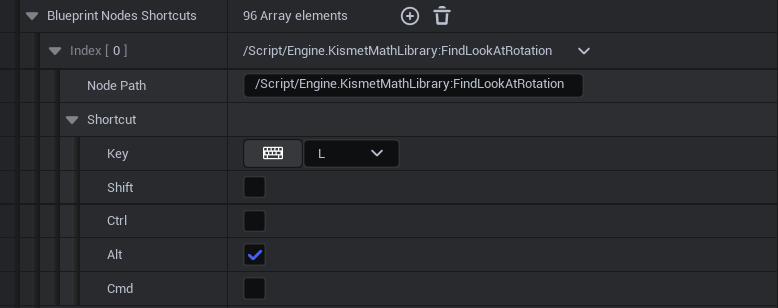 Blueprint Nodes Shortcuts 96 Array elements
Index [ 0 ] /Script/Engine.KismetMathLibrary:FindLookAtRotation
Node Path /Script/Engine.KismetMathLibrary:FindLookAtRotation
Shortcut
Key L
Shift
Ctrl
Alt
Cmd